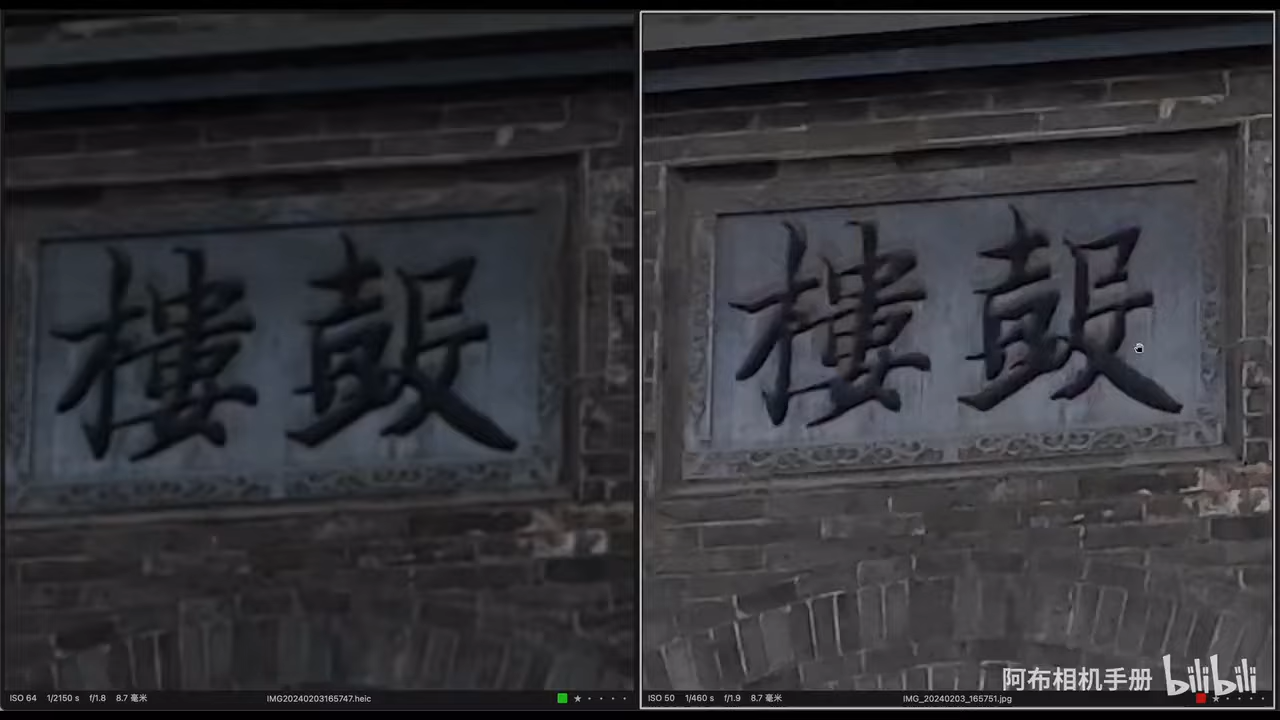 樓鼓
樓鼓
阿布相机手册 bilibili
ISO 64 1/2150 s f/1.8 8.7 毫米 IMG20240203165747.heic
ISO 50 1/460 s f/1.9 8.7 毫米 IMG_20240203_165751.jpg